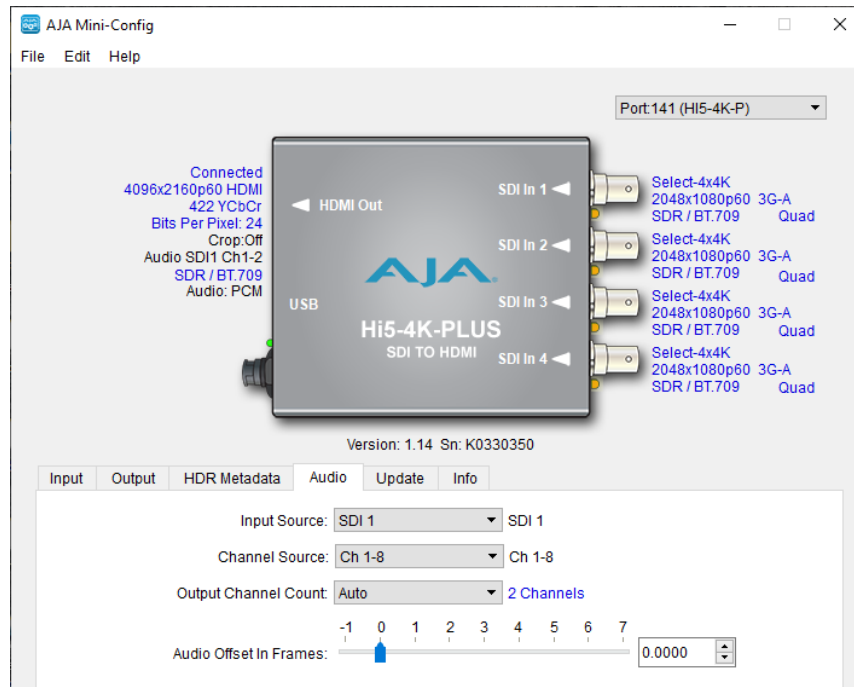 AJA Mini-Config
File Edit Help
Port:141 (HI5-4K-P)
Connected
4096x2160p60 HDMI
422 YCbCr
Bits Per Pixel: 24
Crop:Off
Audio SDI1 Ch1-2
SDR / BT.709
Audio: PCM
HDMI Out
USB
SDI In 1
SDI In 2
SDI In 3
SDI In 4
AJA
Hi5-4K-PLUS
SDI TO HDMI
Select-4x4K
2048x1080p60 3G-A
SDR / BT.709 Quad
Select-4x4K
2048x1080p60 3G-A
SDR / BT.709 Quad
Select-4x4K
2048x1080p60 3G-A
SDR / BT.709 Quad
Select-4x4K
2048x1080p60 3G-A
SDR / BT.709 Quad
Version: 1.14 Sn: K0330350
Input Output HDR Metadata Audio Update Info
Input Source: SDI 1 SDI 1
Channel Source: Ch 1-8 Ch 1-8
Output Channel Count: Auto 2 Channels
-1 0 1 2 3 4 5 6 7
Audio Offset In Frames: 0.0000